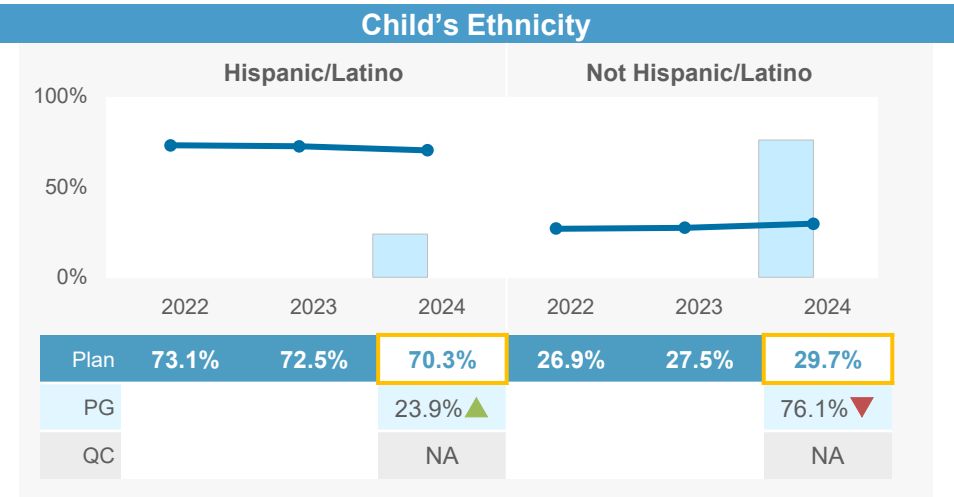 Child's Ethnicity
Hispanic/Latino Not Hispanic/Latino
100%
50%
0%
2022 2023 2024 2022 2023 2024
Plan 73.1% 72.5% 70.3% 26.9% 27.5% 29.7%
PG 23.9% 76.1%
QC NA NA